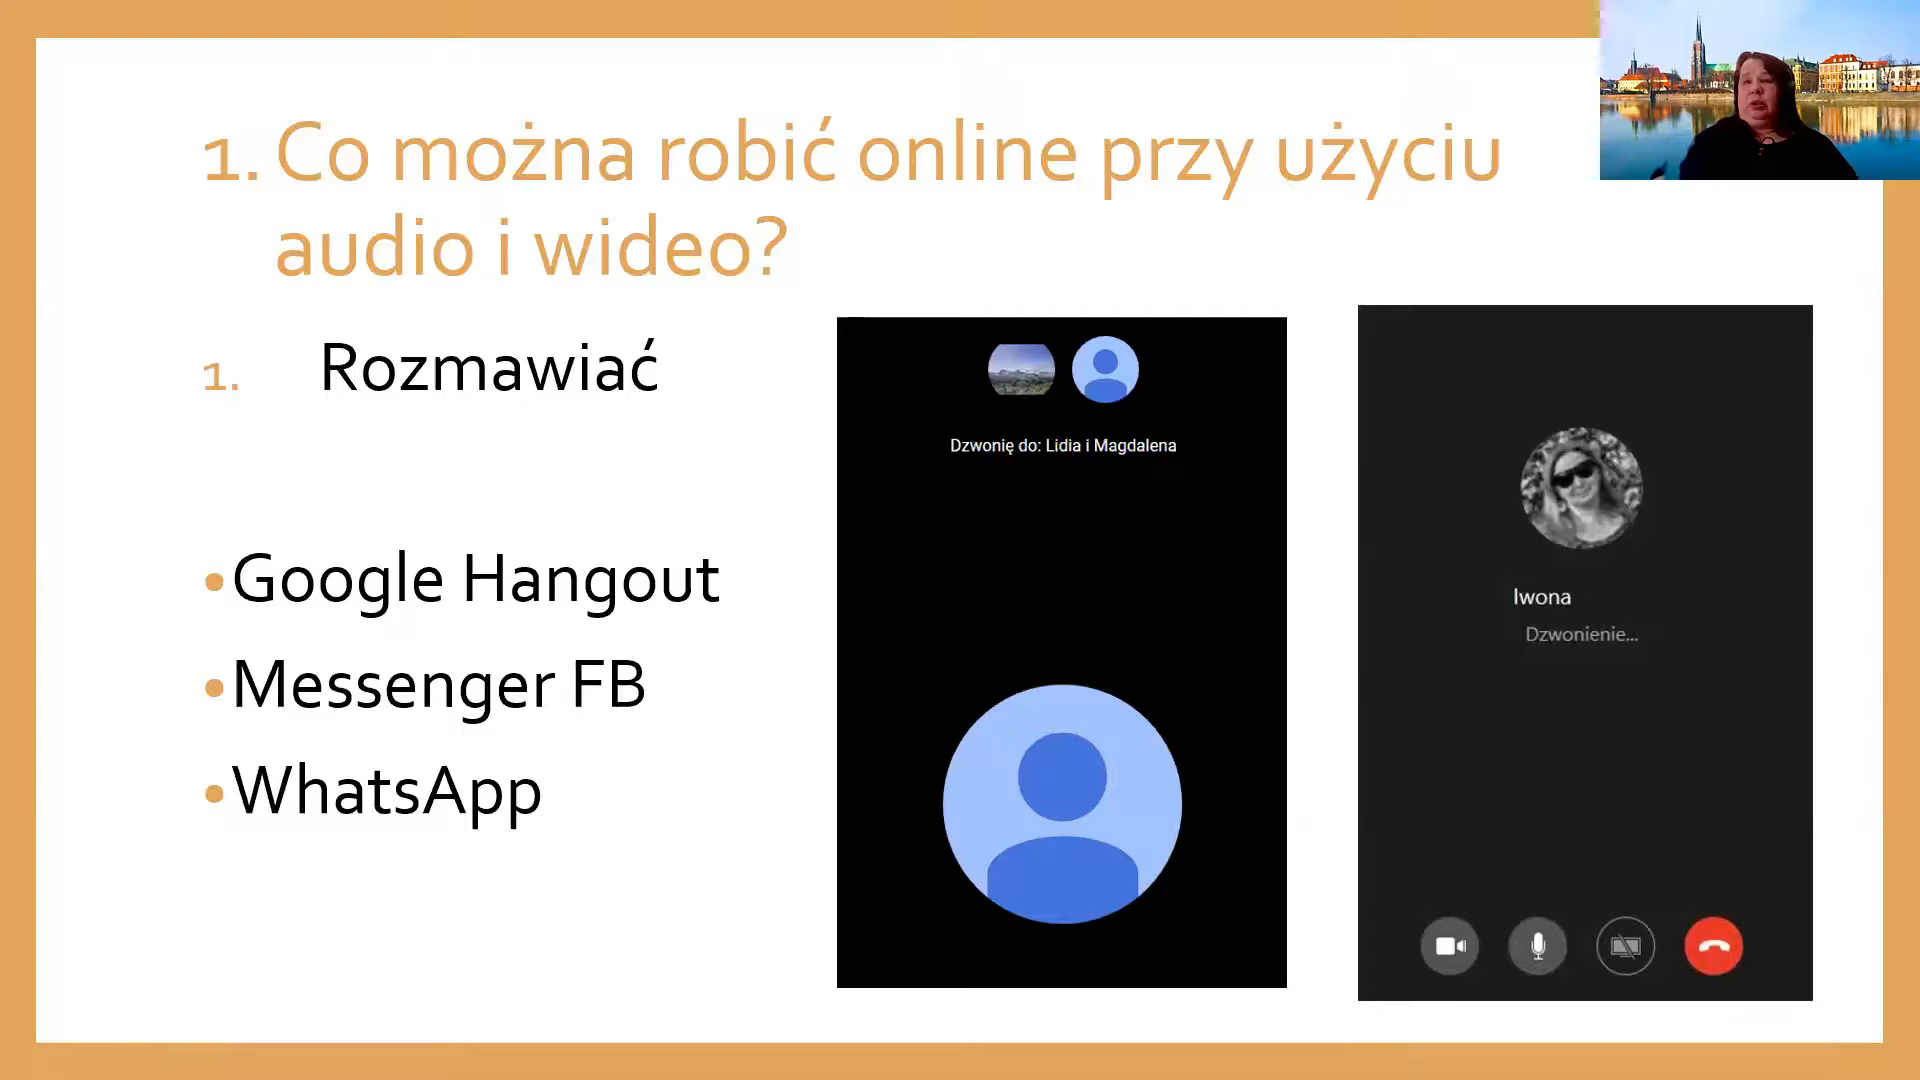 1. Co można robić online przy użyciu
audio i wideo?
1. Rozmawiać
•Google Hangout
•Messenger FB
•WhatsApp
Dzwonię do: Lidia i Magdalena
Iwona
Dzwonienie...